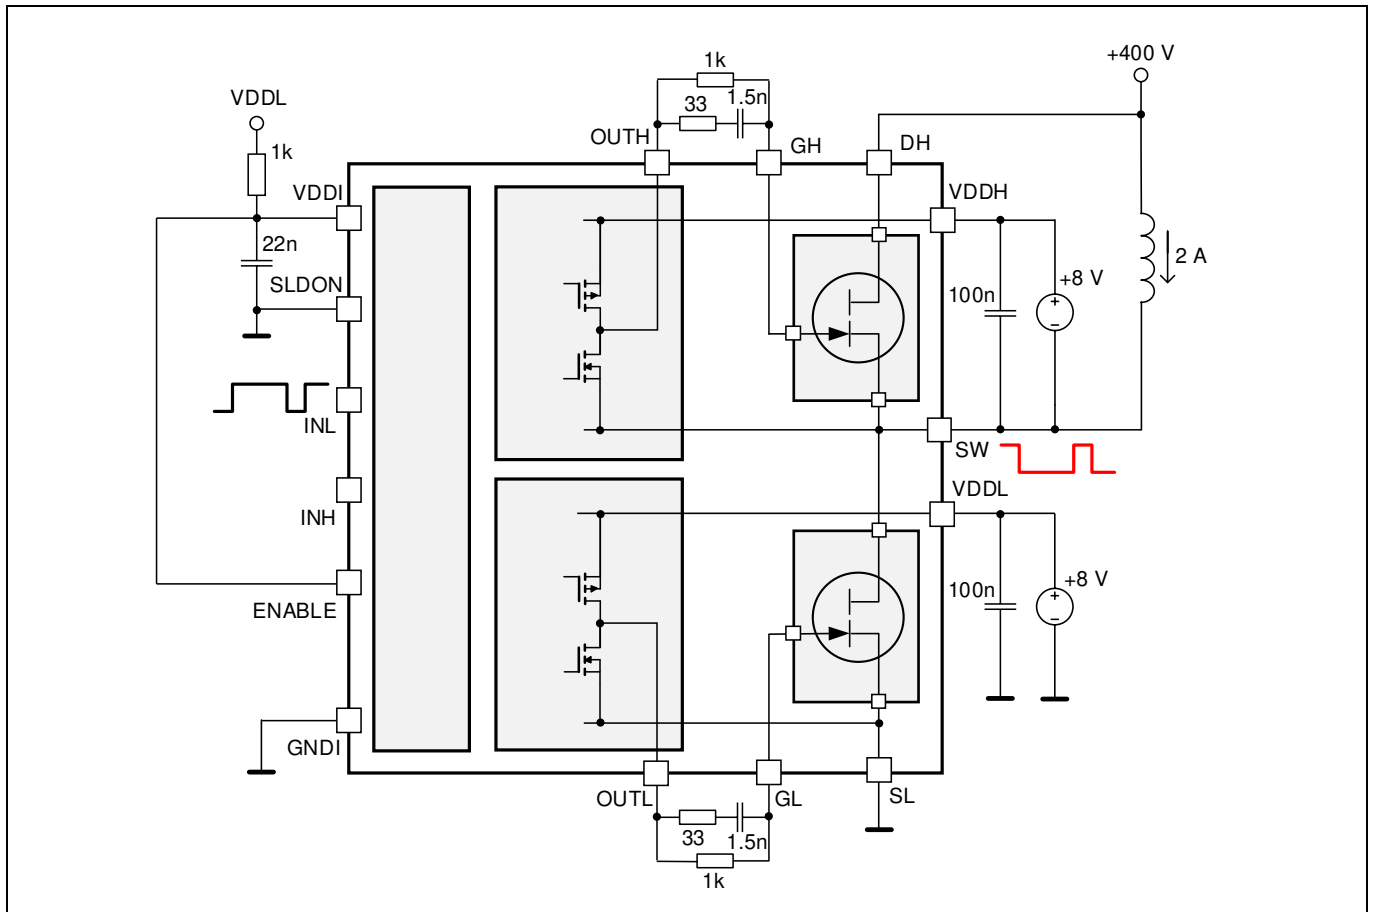 +400 V
1k
1.5n
33
VDDL
OUTH
GH
DH
1k
VDDI
VDDH
22n
2 A
SLDON
+8 V
100n
INL
SW
VDDL
INH
+8 V
100n
ENABLE
GNDI
OUTL
GL
SL
33
1.5n
1k